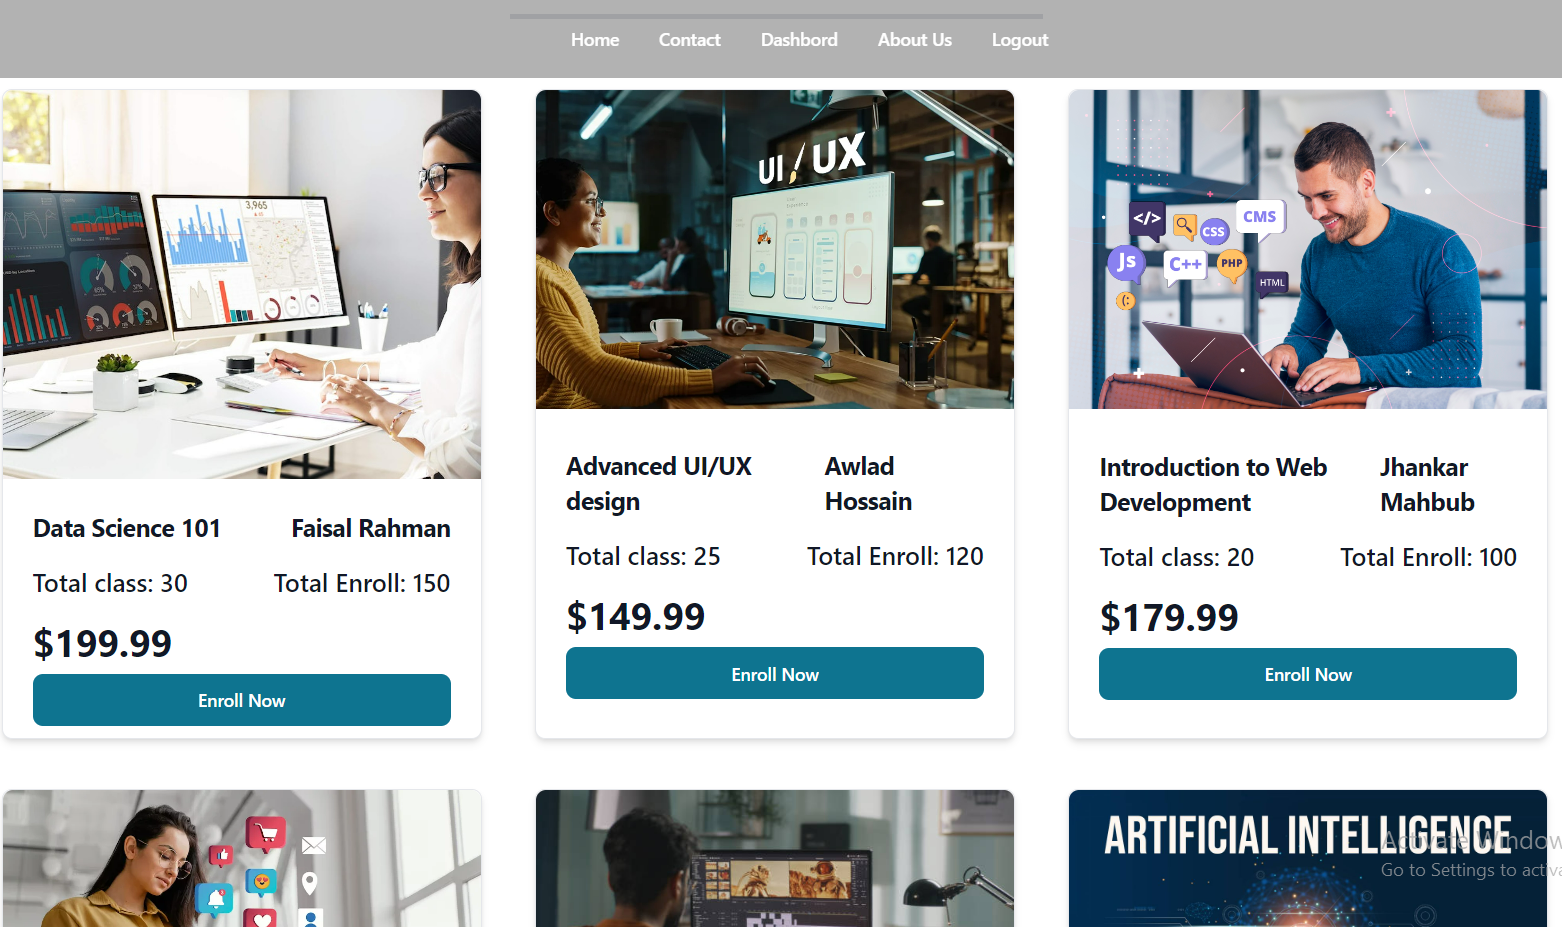 Home Contact Dashbord About Us Logout
3,965
UI / UX
</> CSS CMS
Js C++ PHP HTML
Data Science 101 Faisal Rahman
Total class: 30 Total Enroll: 150
$199.99
Enroll Now
Advanced UI/UX
design
Awlad
Hossain
Total class: 25 Total Enroll: 120
$149.99
Enroll Now
Introduction to Web
Development
Jhankar
Mahbub
Total class: 20 Total Enroll: 100
$179.99
Enroll Now
ARTIFICIAL INTELLIGENCE
Activate Window
Go to Settings to activa